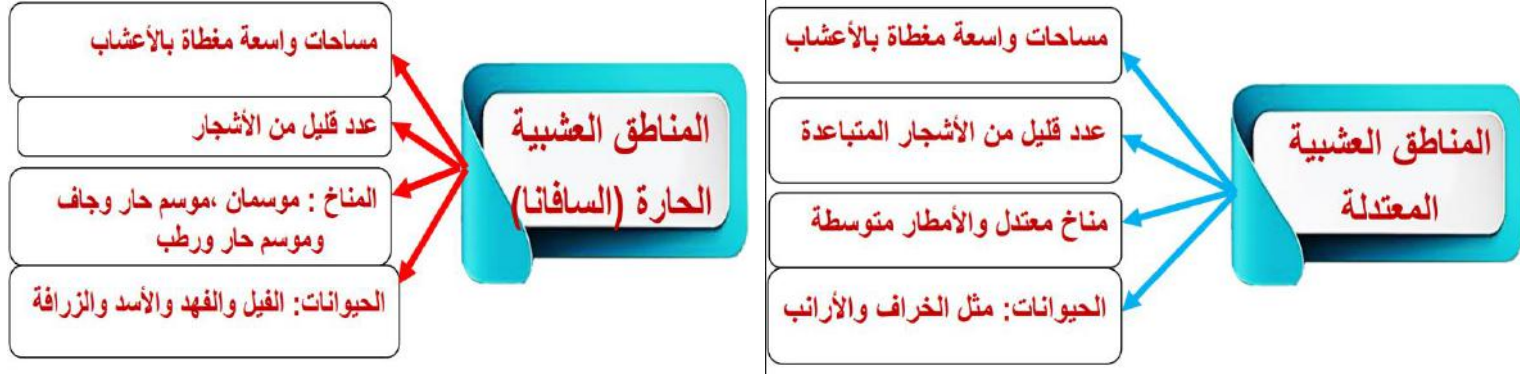 المناطق العشبية
المعتدلة
مساحات واسعة مغطاة بالأعشاب
عدد قليل من الأشجار المتباعدة
مناخ معتدل والأمطار متوسطة
الحيوانات: مثل الخراف والأرانب
المناطق العشبية
الحارة (السافانا)
مساحات واسعة مغطاة بالأعشاب
عدد قليل من الأشجار
المناخ : موسمان ،موسم حار وجاف
وموسم حار ورطب
الحيوانات: الفيل والفهد والأسد والزرافة